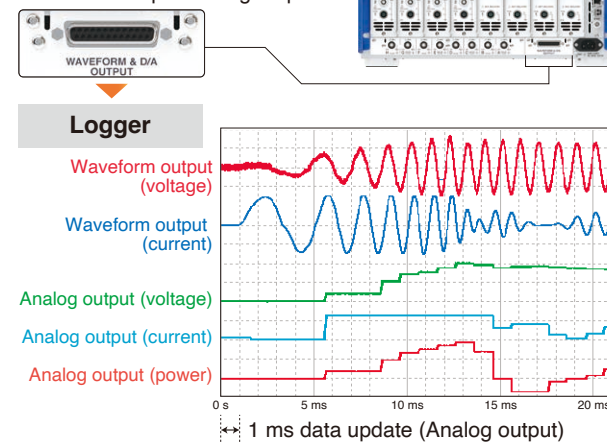 WAVEFORM & D/A
OUTPUT
Logger
Waveform output
(voltage)
Waveform output
(current)
Analog output (voltage)
Analog output (current)
Analog output (power)
0 s
5 ms
10 ms
15 ms
20 ms
1 ms data update (Analog output)